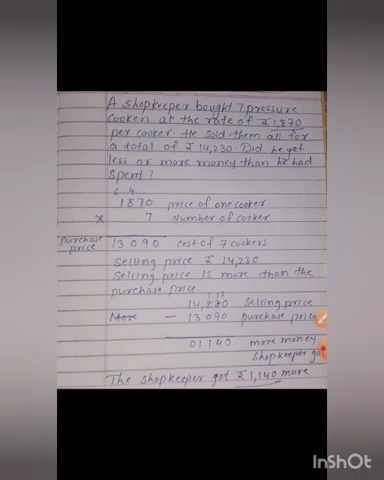 A shopkeeper bought 7 pressure
cookers at the rate of ₹1,870
per cooker. He sold them all for
a total of ₹14,230. Did he get
less or more money than he had
spent?
6 4
1870 price of one cooker
× 7 Number of cooker
purchase price 13090 cost of 7 cookers
Selling price ₹14,230
Selling price is more than the
purchase price
14,230 Selling price
More - 13090 purchase price
01140 more money
shopkeeper got
The shopkeeper got ₹1,140 more
InShOt